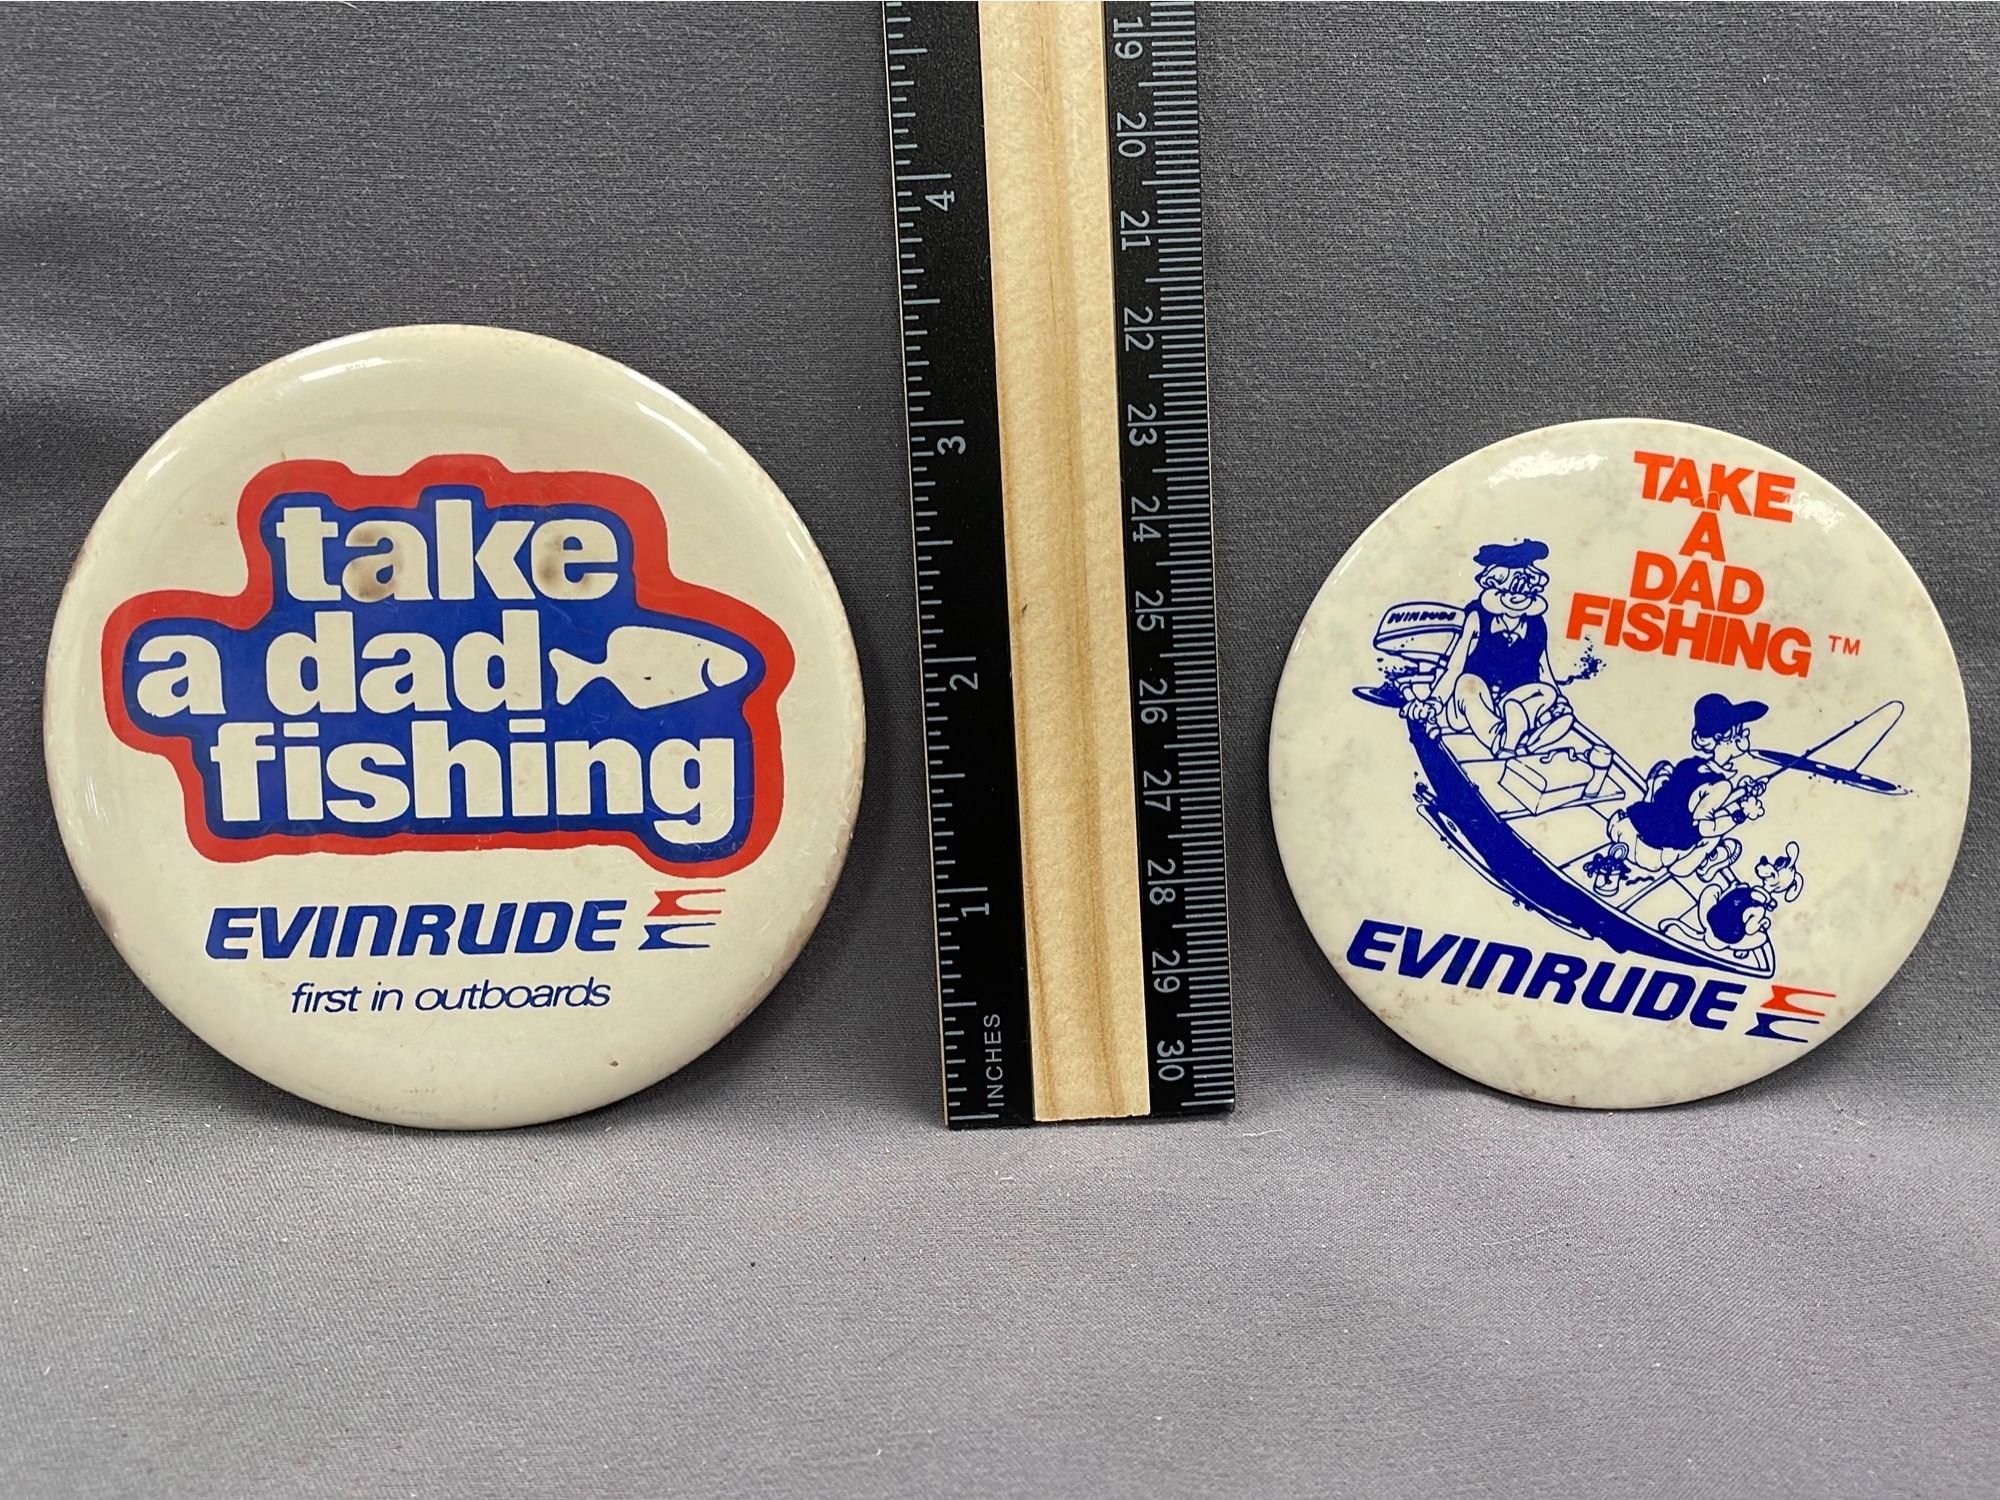 take
a dad
fishing
EVINRUDE
first in outboards
4
3
2
1
INCHES
19
20
21
22
23
24
25
26
27
28
29
30
TAKE
A
DAD
FISHING TM
EVINRUDE
EVINRUDE